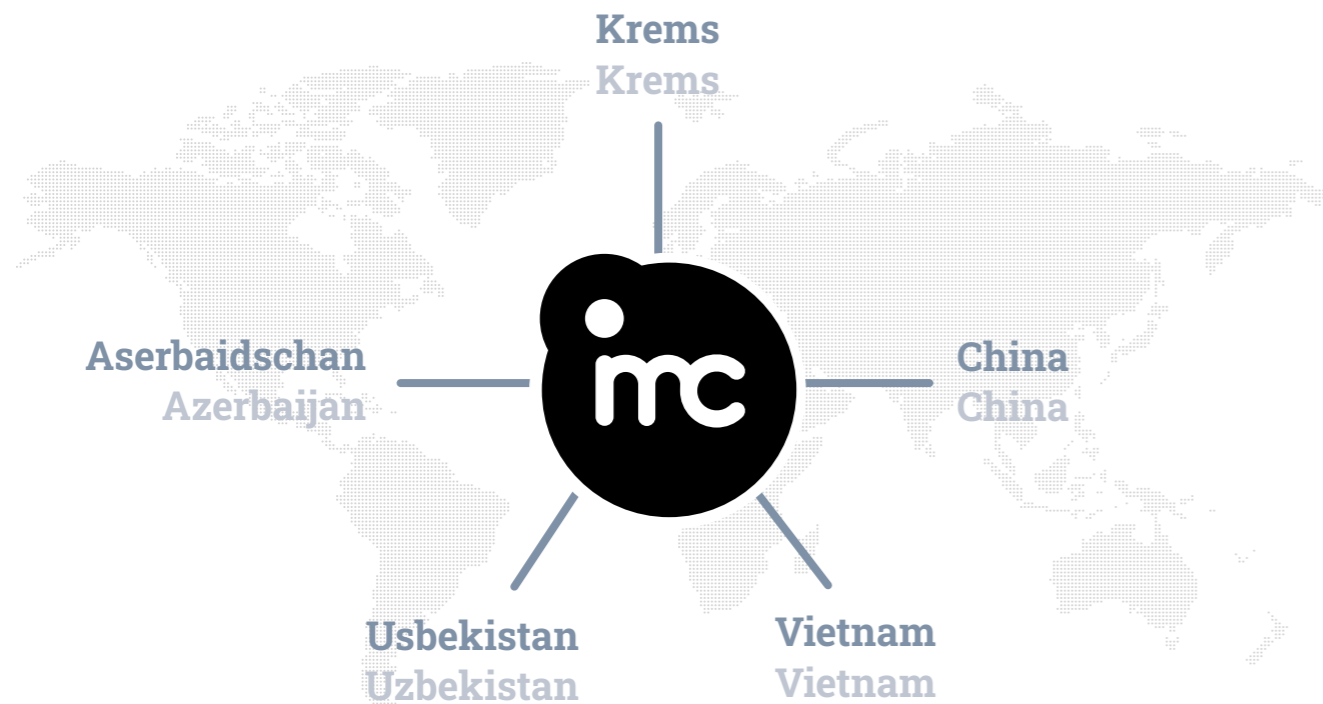 Krems
Krems
imc
Aserbaidschan
Azerbaijan
China
China
Usbekistan
Uzbekistan
Vietnam
Vietnam